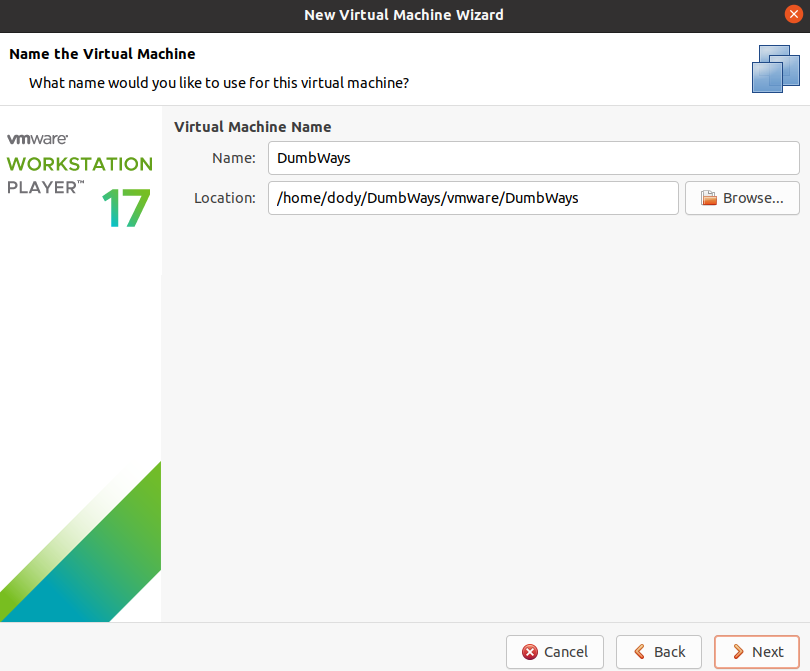 New Virtual Machine Wizard
Name the Virtual Machine
What name would you like to use for this virtual machine?
vmware®
WORKSTATION
PLAYER™
17
Virtual Machine Name
Name: DumbWays
Location: /home/dody/DumbWays/vmware/DumbWays Browse...
Cancel Back Next